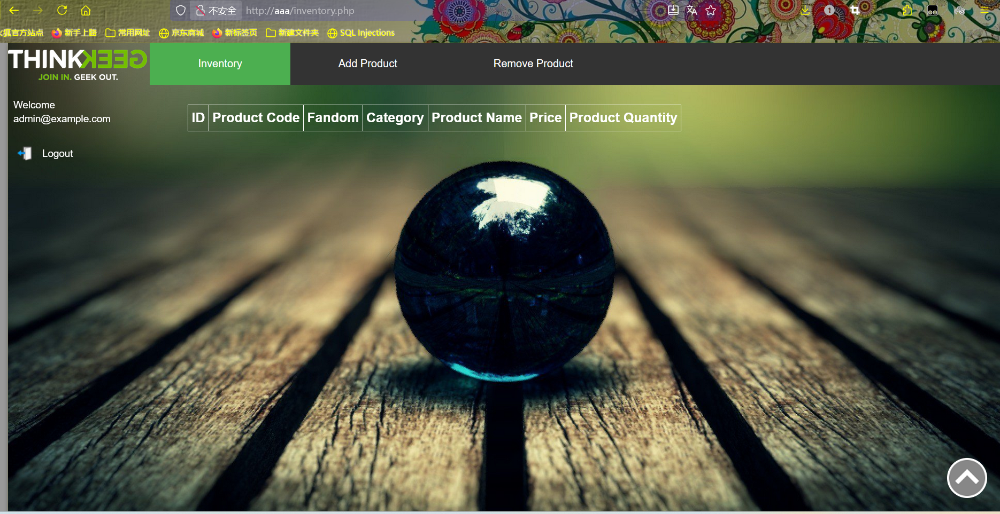 不安全 http://aaa/inventory.php
火狐官方站点 新手上路 常用网址 京东商城 新标签页 新建文件夹 SQL Injections
THINKGEEK
JOIN IN. GEEK OUT.
Inventory Add Product Remove Product
Welcome
admin@example.com
ID Product Code Fandom Category Product Name Price Product Quantity
Logout